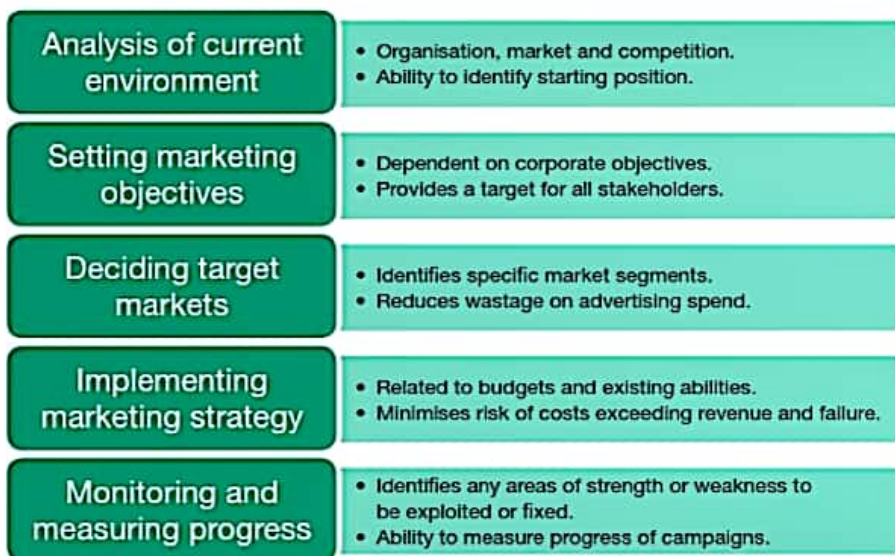 Analysis of current
environment
• Organisation, market and competition.
• Ability to identify starting position.
Setting marketing
objectives
• Dependent on corporate objectives.
• Provides a target for all stakeholders.
Deciding target
markets
• Identifies specific market segments.
• Reduces wastage on advertising spend.
Implementing
marketing strategy
• Related to budgets and existing abilities.
• Minimises risk of costs exceeding revenue and failure.
Monitoring and
measuring progress
• Identifies any areas of strength or weakness to
be exploited or fixed.
• Ability to measure progress of campaigns.